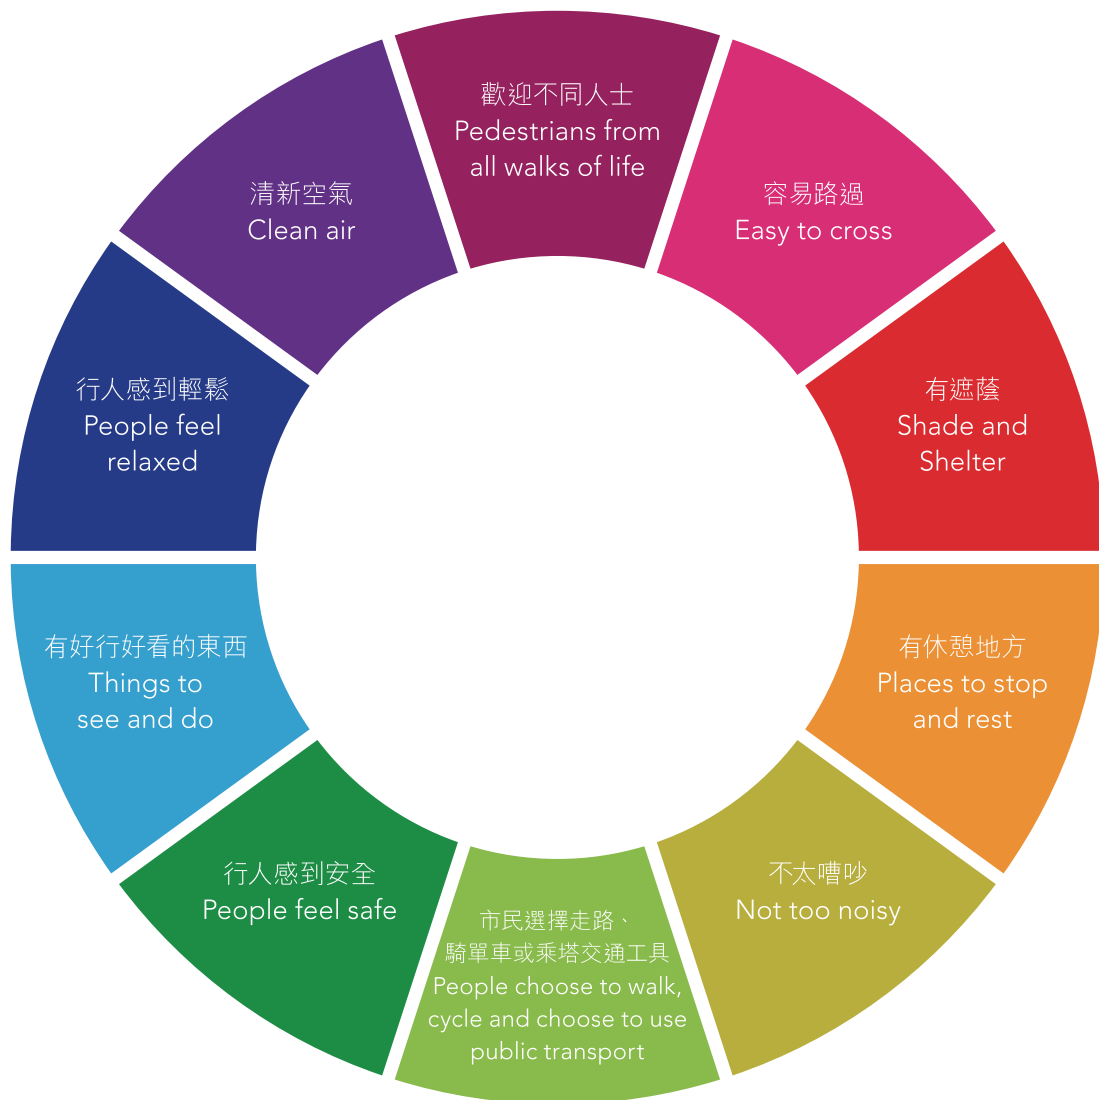 歡迎不同人士
Pedestrians from
all walks of life
容易路過
Easy to cross
有遮蔭
Shade and
Shelter
有休憩地方
Places to stop
and rest
不太嘈吵
Not too noisy
市民選擇走路、
騎單車或乘塔交通工具
People choose to walk,
cycle and choose to use
public transport
行人感到安全
People feel safe
有好行好看的東西
Things to
see and do
行人感到輕鬆
People feel
relaxed
清新空氣
Clean air